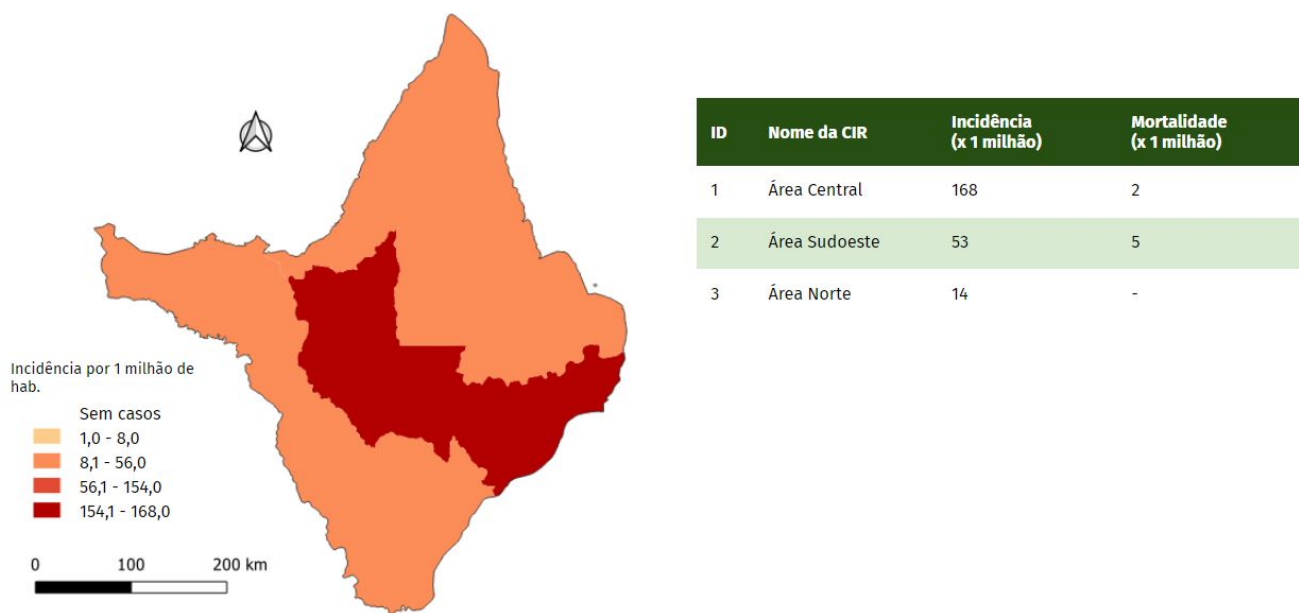 Incidência por 1 milhão de
hab.
Sem casos
1,0 - 8,0
8,1 - 56,0
56,1 - 154,0
154,1 - 168,0
0 100 200 km
ID Nome da CIR Incidência (x 1 milhão) Mortalidade (x 1 milhão)
1 Área Central 168 2
2 Área Sudoeste 53 5
3 Área Norte 14 -